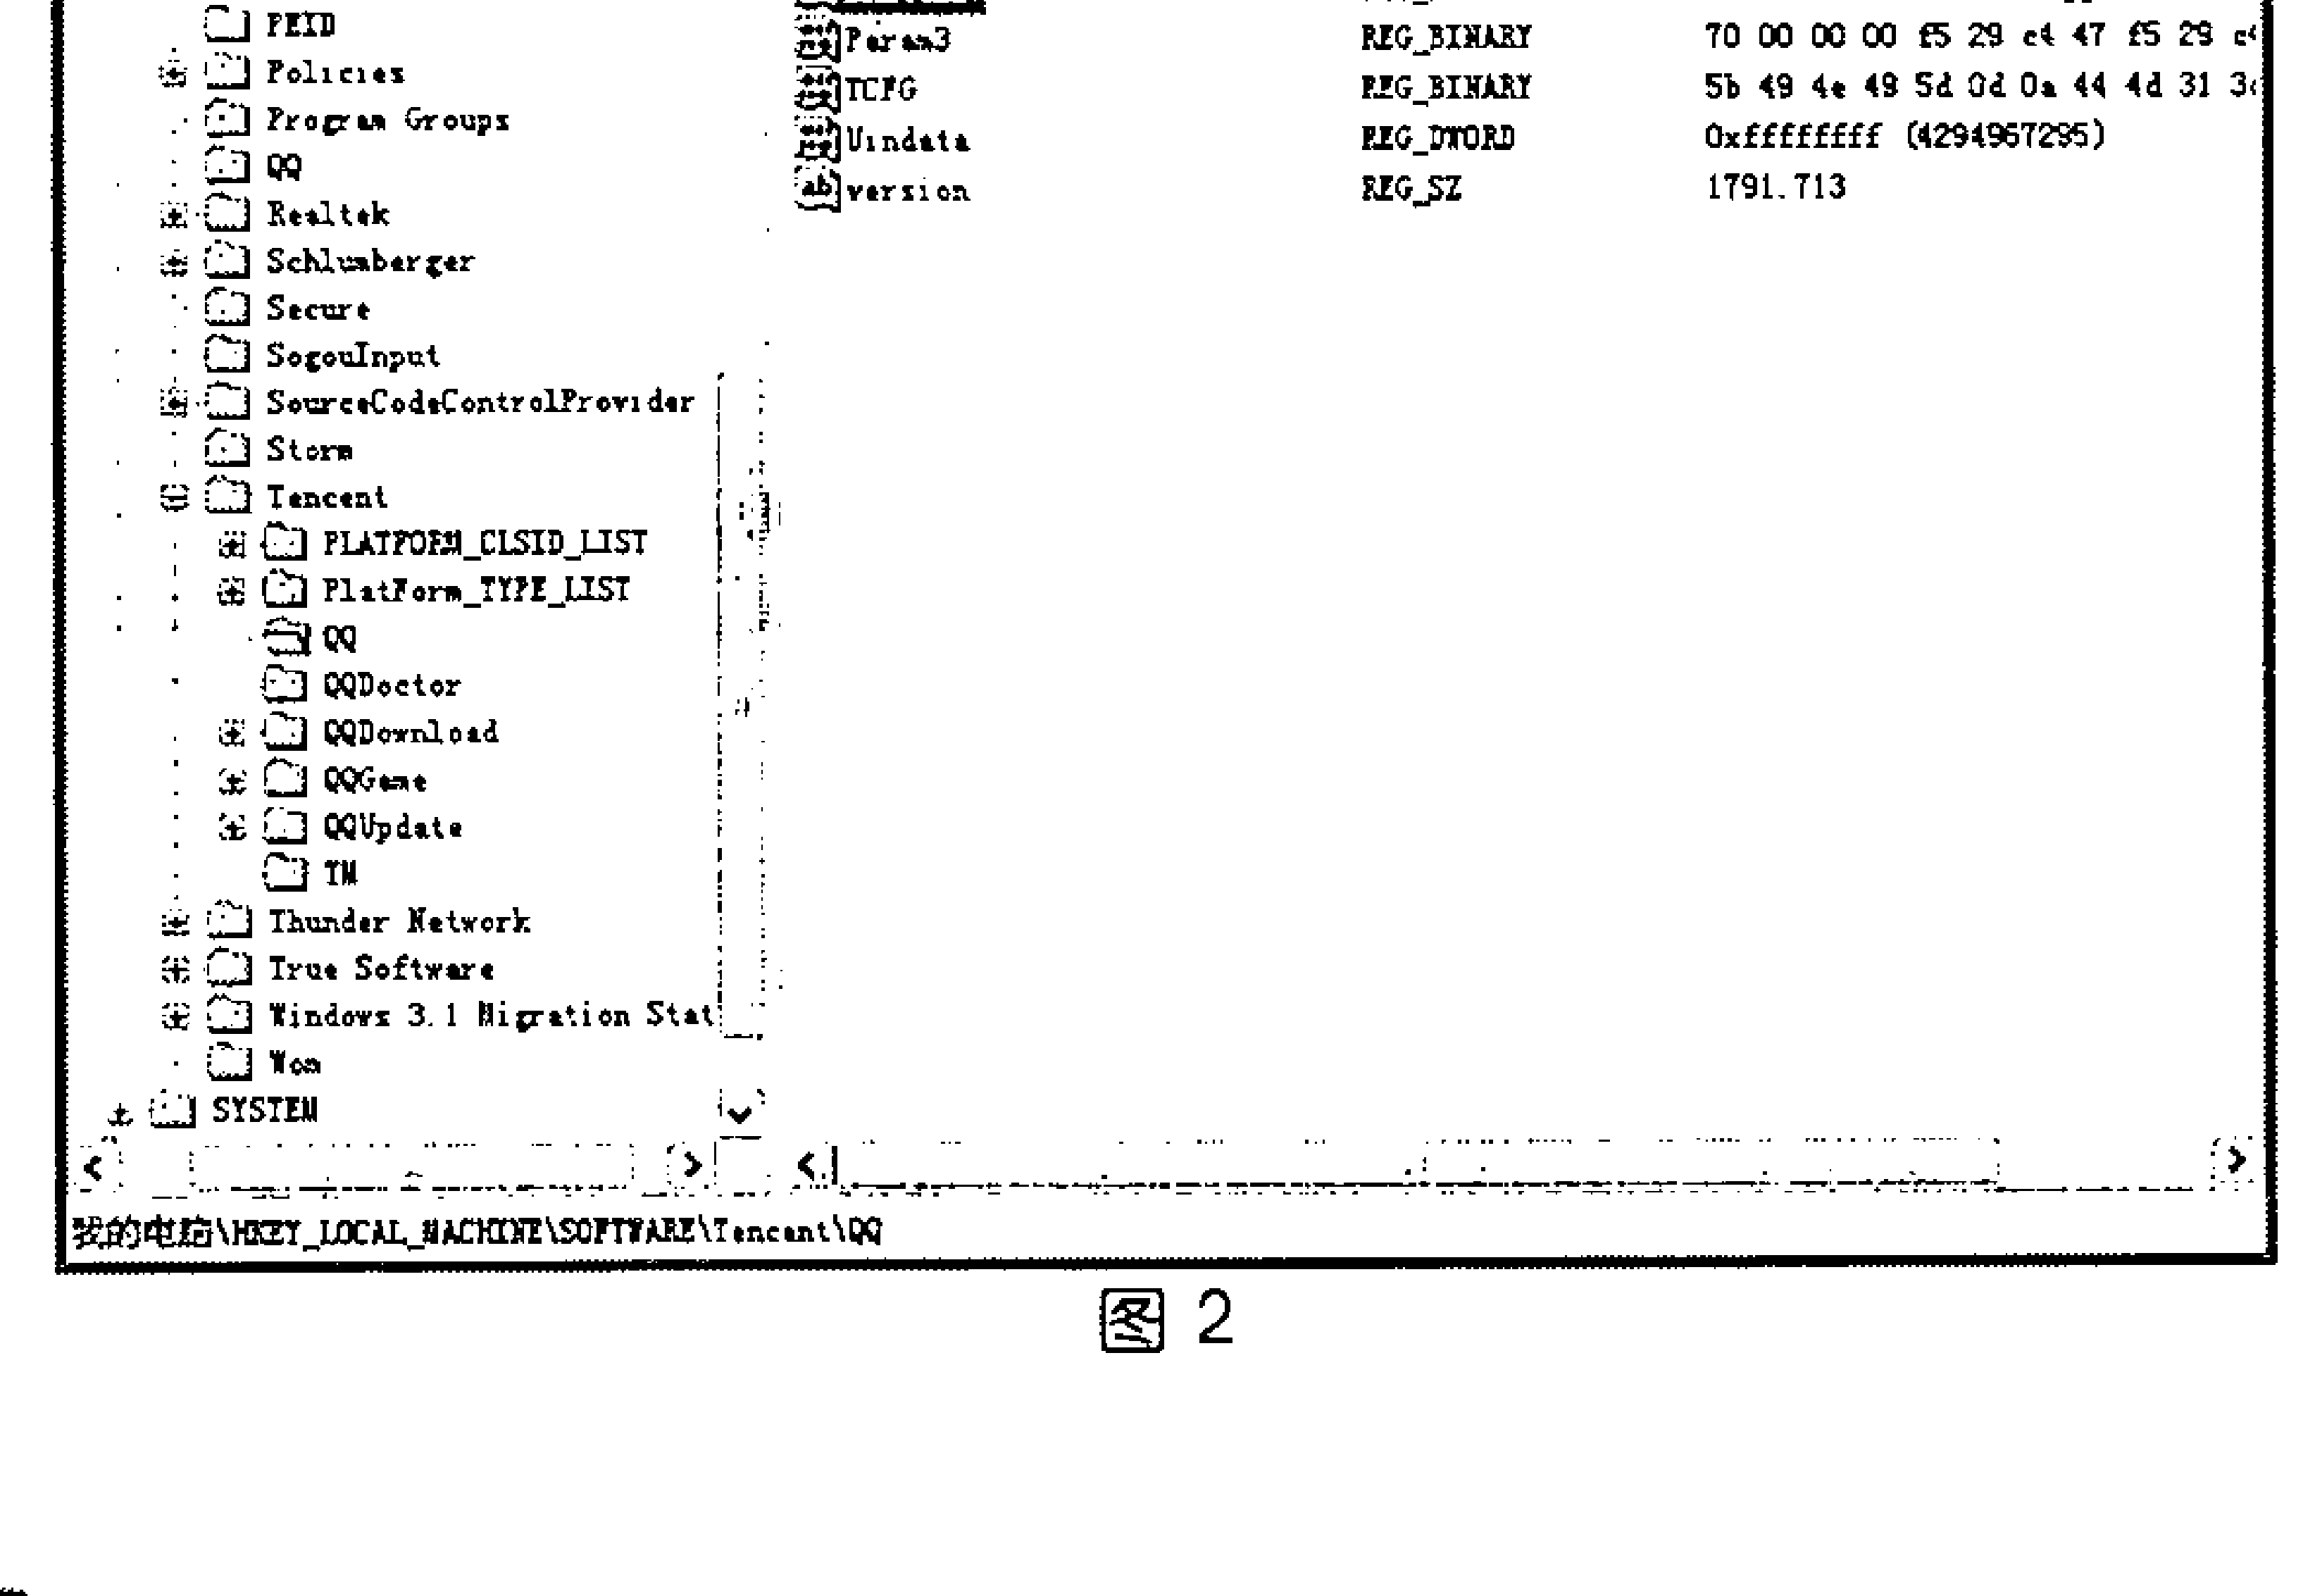 PEID
Param3 REG_BINARY 70 00 00 00 f5 29 c4 47 f5 29 c4
Policies
TCFG REG_BINARY 5b 49 4e 49 5d 0d 0a 44 4d 31 3
Program Groups
Uindata REG_DWORD 0xffffffff (4294967295)
QQ
version REG_SZ 1791.713
Realtek
Schlumberger
Secure
SogouInput
SourceCodeControlProvider
Storm
Tencent
PLATFORM_CLSID_LIST
PlatForm_TYPE_LIST
QQ
QQDoctor
QQDownload
QQGame
QQUpdate
TM
Thunder Network
True Software
Windows 3.1 Migration Stat
Wom
SYSTEM
我的电脑\HKEY_LOCAL_MACHINE\SOFTWARE\Tencent\QQ
图 2